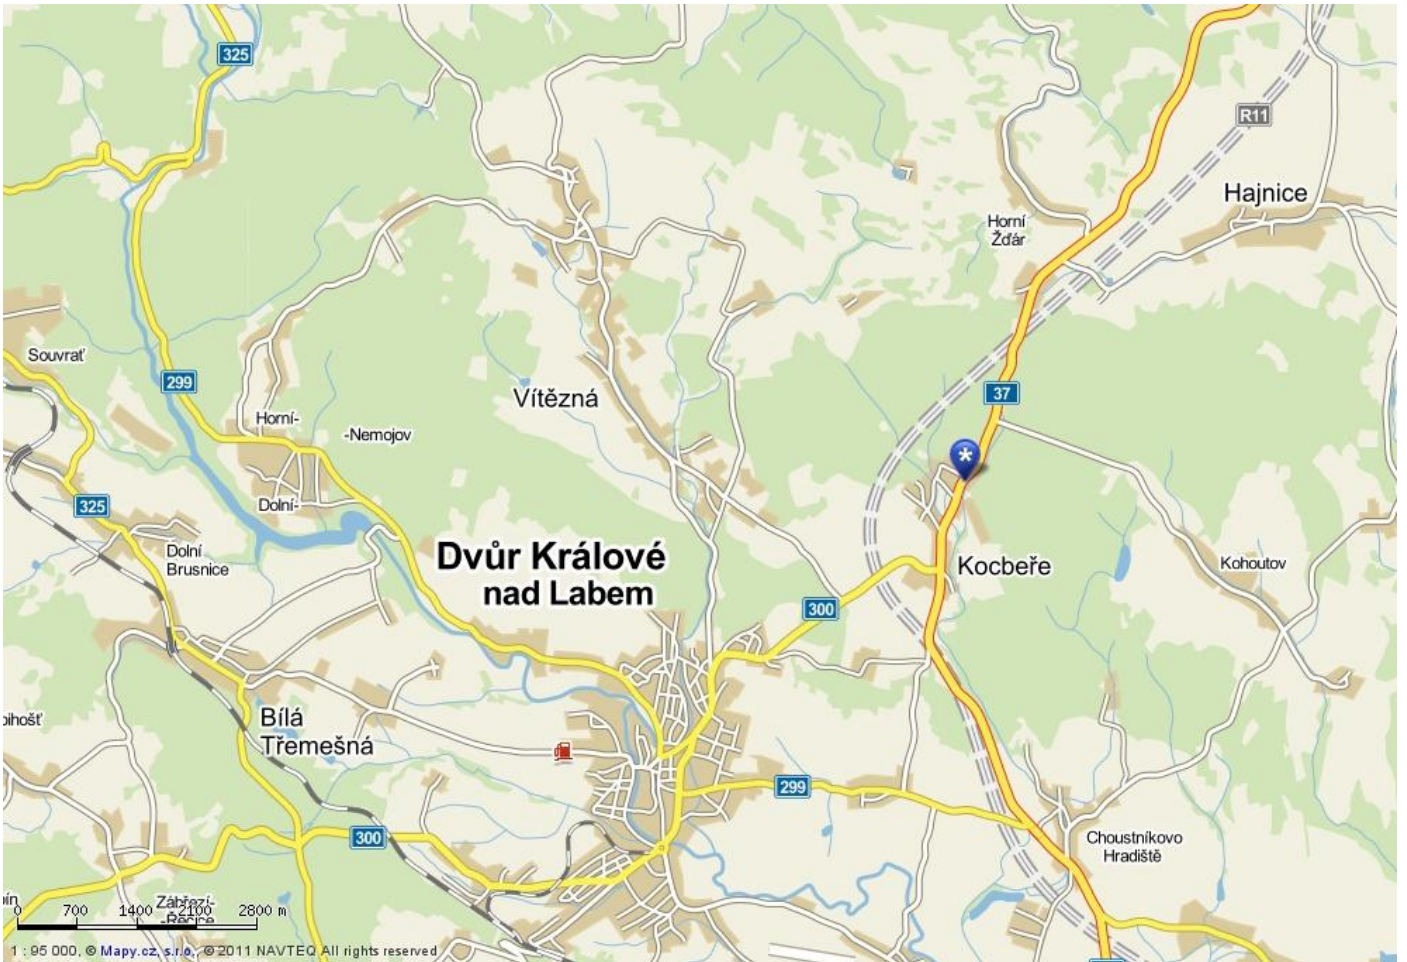 325
R11
Hajnice
Horní
Žďár
Souvrať
299
37
Vítězná
Horní-
-Nemojov
325
Dolní-
Dolní
Brusnice
Dvůr Králové
nad Labem
Kocbeře
Kohoutov
300
Bílá
Třemešná
299
300
Choustníkovo
Hradiště
Zábřezí-
-Řečice
0 700 1400 2100 2800 m
1 : 95 000, © Mapy.cz, s.r.o., © 2011 NAVTEQ All rights reserved